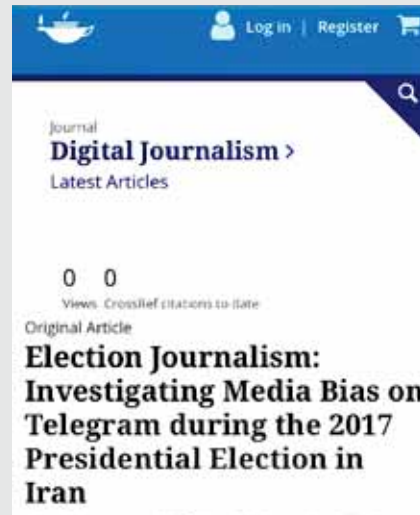 Log in | Register
Journal
Digital Journalism >
Latest Articles
0 0
Views CrossRef citations to date
Original Article
Election Journalism:
Investigating Media Bias on
Telegram during the 2017
Presidential Election in
Iran